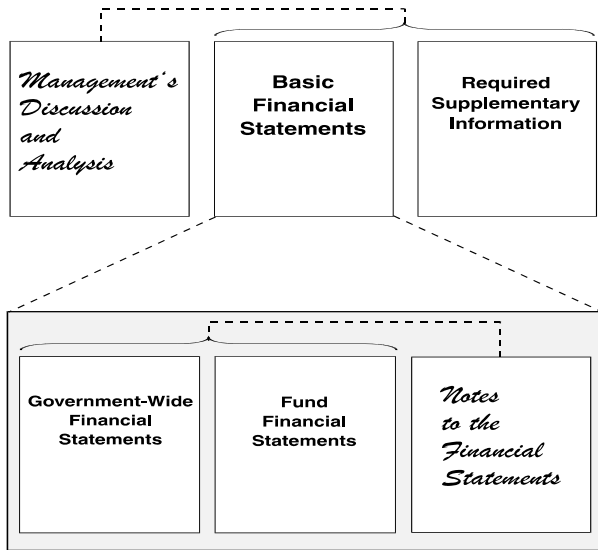 Management's
Discussion
and
Analysis
Basic
Financial
Statements
Required
Supplementary
Information
Government-Wide
Financial
Statements
Fund
Financial
Statements
Notes
to the
Financial
Statements